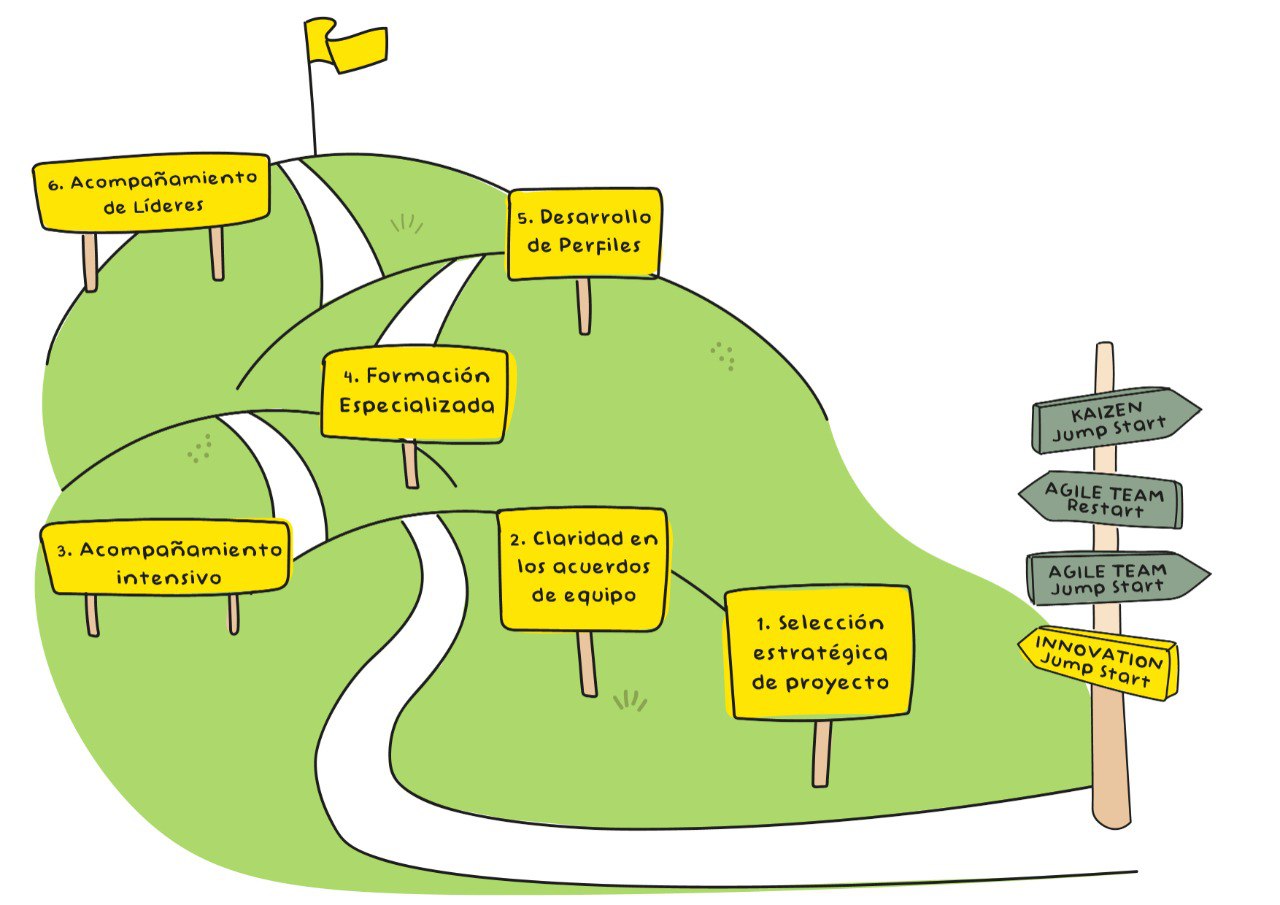 6. Acompañamiento
de Líderes
5. Desarrollo
de Perfiles
4. Formación
Especializada
3. Acompañamiento
intensivo
2. Claridad en
los acuerdos
de equipo
1. Selección
estratégica
de proyecto
KAIZEN
Jump Start
AGILE TEAM
Restart
AGILE TEAM
Jump Start
INNOVATION
Jump Start